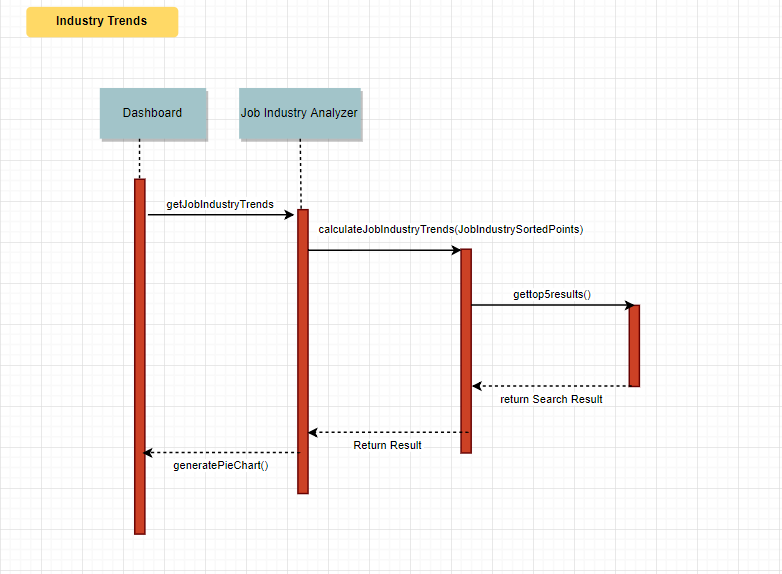 Industry Trends
Dashboard
Job Industry Analyzer
getJobIndustryTrends
calculateJobIndustryTrends(JobIndustrySortedPoints)
gettop5results()
return Search Result
Return Result
generatePieChart()